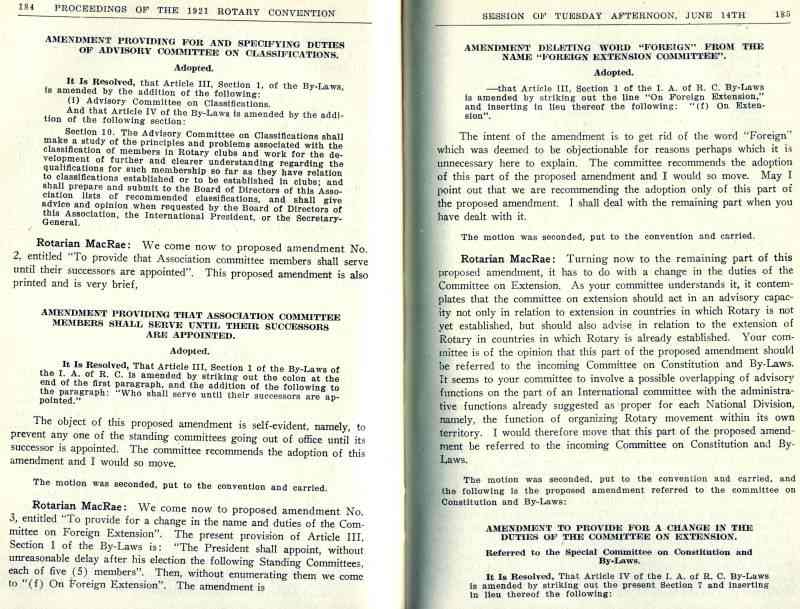 184 PROCEEDINGS OF THE 1921 ROTARY CONVENTION
AMENDMENT PROVIDING FOR AND SPECIFYING DUTIES
OF ADVISORY COMMITTEE ON CLASSIFICATIONS.
Adopted.
It Is Resolved, that Article III, Section 1, of the By-Laws,
is amended by the addition of the following:
(i) Advisory Committee on Classifications.
And that Article IV of the By-Laws is amended by the addi-
tion of the following section:
Section 10. The Advisory Committee on Classifications shall
make a study of the principles and problems associated with the
classification of members in Rotary clubs and work for the de-
velopment of further and clearer understanding regarding the
qualifications for such membership so far as they have relation
to classifications established or to be established in clubs; and
shall prepare and submit to the Board of Directors of this Asso-
ciation lists of recommended classifications, and shall give
advice and opinion when requested by the Board of Directors of
this Association, the International President, or the Secretary-
General.
Rotarian MacRae: We come now to proposed amendment No.
2, entitled "To provide that Association committee members shall serve
until their successors are appointed". This proposed amendment is also
printed and is very brief,
AMENDMENT PROVIDING THAT ASSOCIATION COMMITTEE
MEMBERS SHALL SERVE UNTIL THEIR SUCCESSORS
ARE APPOINTED.
Adopted.
It Is Resolved, That Article III, Section 1 of the By-Laws of
the I. A. of R. C. is amended by striking out the colon at the
end of the first paragraph, and the addition of the following to
the paragraph: "Who shall serve until their successors are ap-
pointed."
The object of this proposed amendment is self-evident, namely, to
prevent any one of the standing committees going out of office until its
successor is appointed. The committee recommends the adoption of this
amendment and I would so move.
The motion was seconded, put to the convention and carried.
Rotarian MacRae: We come now to proposed amendment No.
3, entitled "To provide for a change in the name and duties of the Com-
mittee on Foreign Extension". The present provision of Article III,
Section 1 of the By-Laws is: "The President shall appoint, without
unreasonable delay after his election the following Standing Committees,
each of five (5) members". Then, without enumerating them we come
to "(f) On Foreign Extension". The amendment is
SESSION OF TUESDAY AFTERNOON, JUNE 14TH 185
AMENDMENT DELETING WORD "FOREIGN" FROM THE
NAME "FOREIGN EXTENSION COMMITTEE".
Adopted.
—that Article III, Section 1 of the I. A. of R. C. By-Laws
is amended by striking out the line "On Foreign Extension,"
and inserting in lieu thereof the following: "(f) On Exten-
sion".
The intent of the amendment is to get rid of the word "Foreign"
which was deemed to be objectionable for reasons perhaps which it is
unnecessary here to explain. The committee recommends the adoption
of this part of the proposed amendment and I would so move. May I
point out that we are recommending the adoption only of this part of
the proposed amendment. I shall deal with the remaining part when you
have dealt with it.
The motion was seconded, put to the convention and carried.
Rotarian MacRae: Turning now to the remaining part of this
proposed amendment, it has to do with a change in the duties of the
Committee on Extension. As your committee understands it, it contem-
plates that the committee on extension should act in an advisory capac-
ity not only in relation to extension in countries in which Rotary is not
yet established, but should also advise in relation to the extension of
Rotary in countries in which Rotary is already established. Your com-
mittee is of the opinion that this part of the proposed amendment should
be referred to the incoming Committee on Constitution and By-Laws.
It seems to your committee to involve a possible overlapping of advisory
functions on the part of an International committee with the administra-
tive functions already suggested as proper for each National Division,
namely, the function of organizing Rotary movement within its own
territory. I would therefore move that this part of the proposed amend-
ment be referred to the incoming Committee on Constitution and By-
Laws.
The motion was seconded, put to the convention and carried, and
the following is the proposed amendment referred to the committee on
Constitution and By-Laws:
AMENDMENT TO PROVIDE FOR A CHANGE IN THE
DUTIES OF THE COMMITTEE ON EXTENSION.
Referred to the Special Committee on Constitution and
By-Laws.
It Is Resolved, That Article IV of the I. A. of R. C. By-Laws
is amended by striking out the present Section 7 and inserting
in lieu thereof the following: